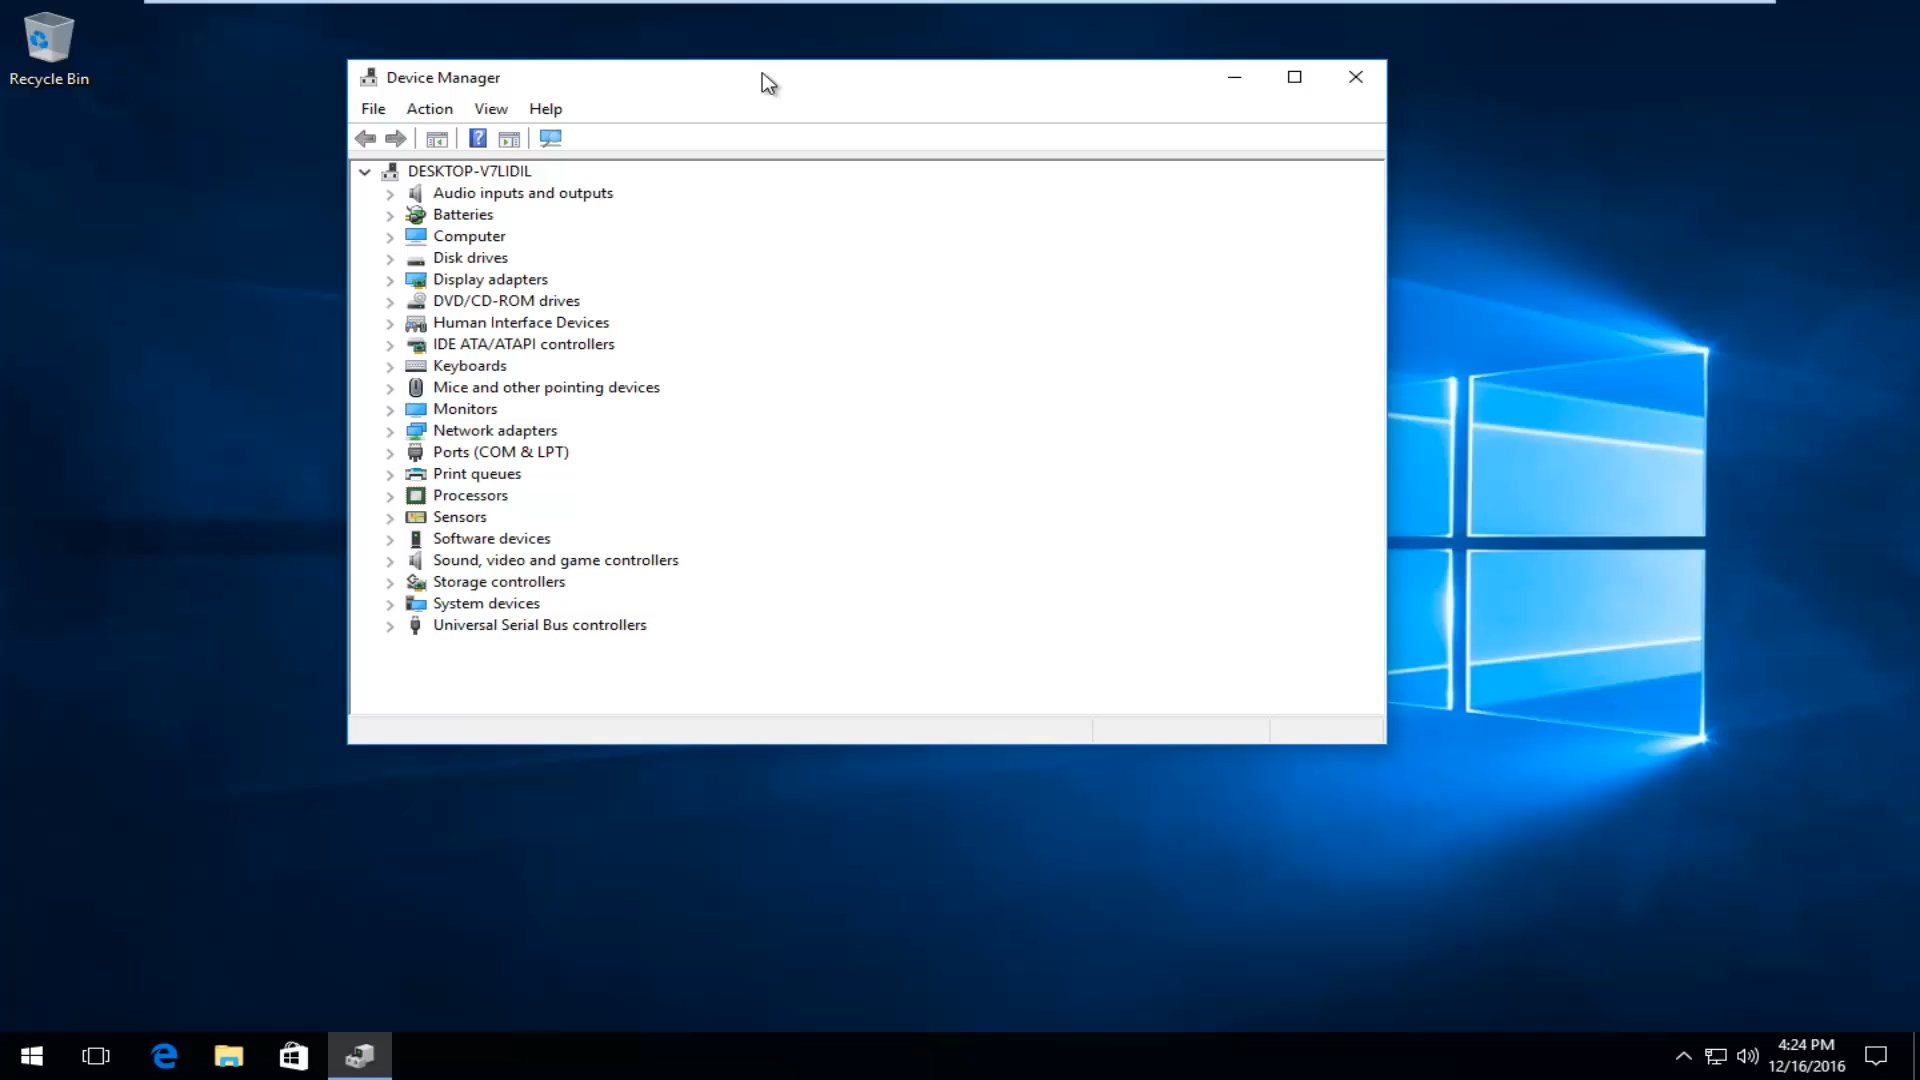 Recycle Bin
Device Manager
File Action View Help
?
DESKTOP-V7LIDIL
Audio inputs and outputs
Batteries
Computer
Disk drives
Display adapters
DVD/CD-ROM drives
Human Interface Devices
IDE ATA/ATAPI controllers
Keyboards
Mice and other pointing devices
Monitors
Network adapters
Ports (COM & LPT)
Print queues
Processors
Sensors
Software devices
Sound, video and game controllers
Storage controllers
System devices
Universal Serial Bus controllers
4:24 PM
12/16/2016